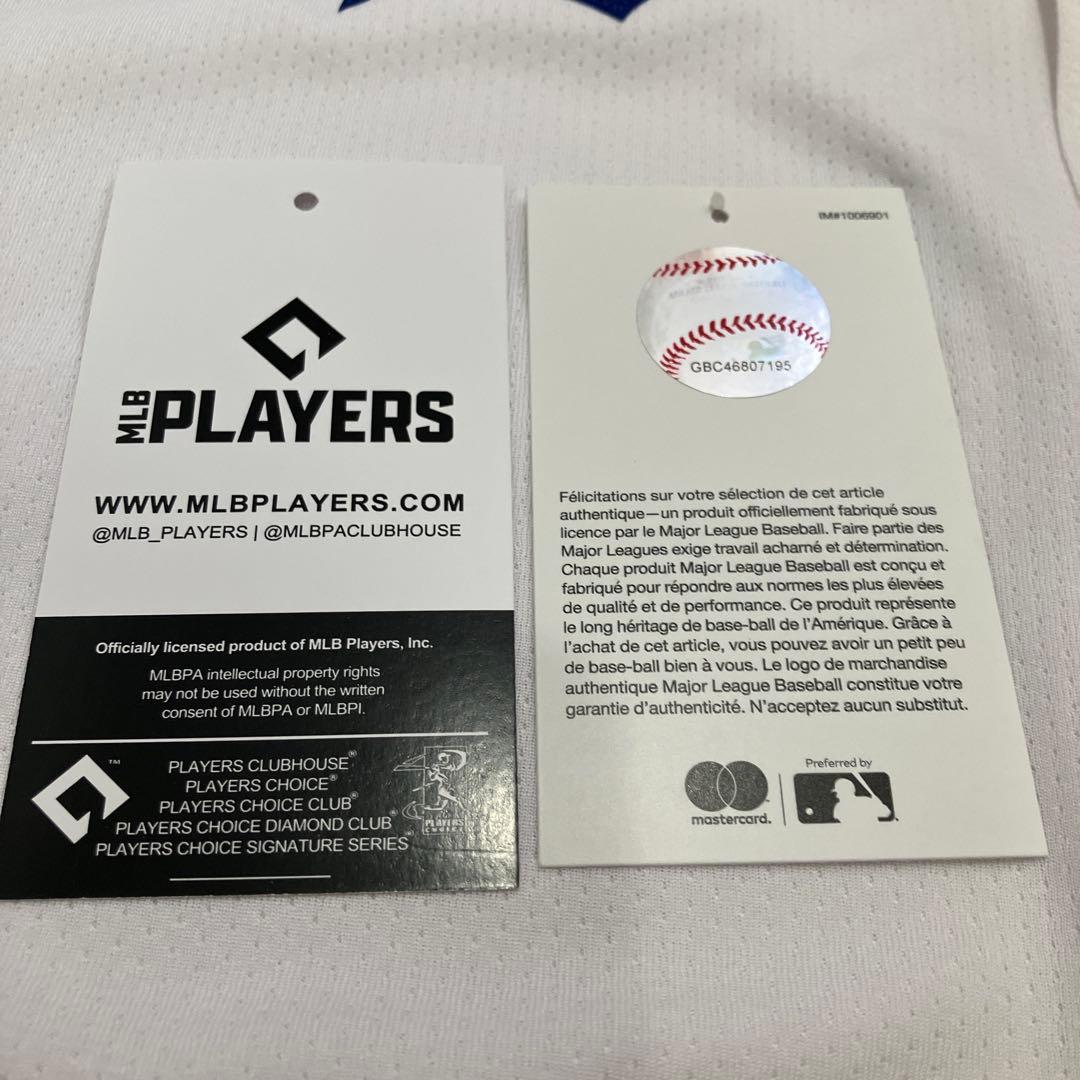 MLB PLAYERS
WWW.MLBPLAYERS.COM
@MLB_PLAYERS | @MLBPACLUBHOUSE
Officially licensed product of MLB Players, Inc.
MLBPA intellectual property rights
may not be used without the written
consent of MLBPA or MLBPI.
™
PLAYERS CLUBHOUSE®
PLAYERS CHOICE®
PLAYERS CHOICE CLUB®
PLAYERS CHOICE DIAMOND CLUB®
PLAYERS CHOICE SIGNATURE SERIES®
PLAYERS
CHOICE
IM#1006901
GBC46807195
Félicitations sur votre sélection de cet article
authentique—un produit officiellement fabriqué sous
licence par le Major League Baseball. Faire partie des
Major Leagues exige travail acharné et détermination.
Chaque produit Major League Baseball est conçu et
fabriqué pour répondre aux normes les plus élevées
de qualité et de performance. Ce produit représente
le long héritage de base-ball de l'Amérique. Grâce à
l'achat de cet article, vous pouvez avoir un petit peu
de base-ball bien à vous. Le logo de marchandise
authentique Major League Baseball constitue votre
garantie d'authenticité. N'acceptez aucun substitut.
mastercard.
Preferred by